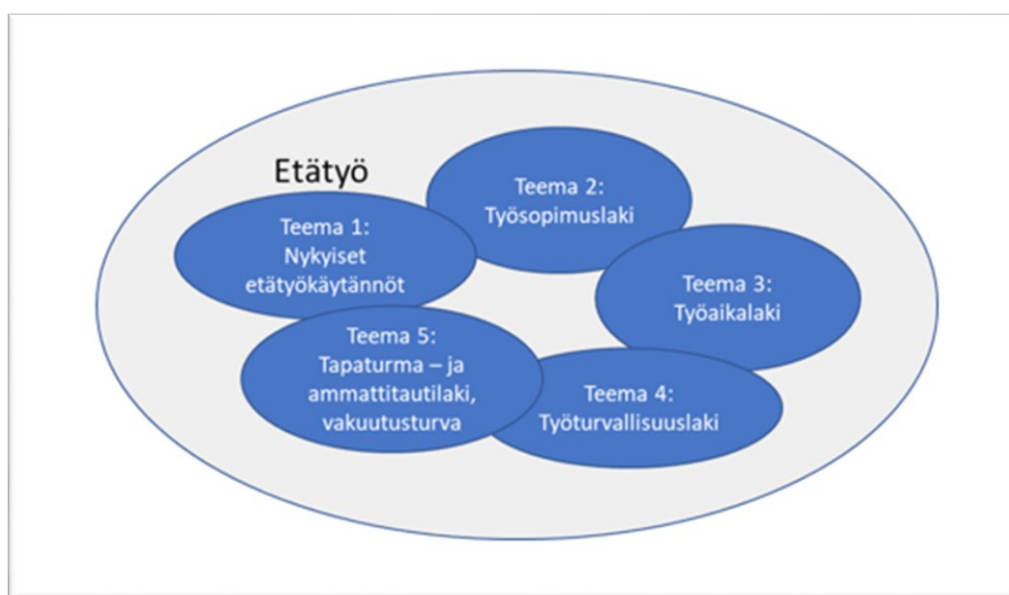 Etätyö
Teema 1:
Nykyiset
etätyökäytännöt
Teema 2:
Työsopimuslaki
Teema 3:
Työaikalaki
Teema 4:
Työturvallisuuslaki
Teema 5:
Tapaturma – ja
ammattitautilaki,
vakuutusturva